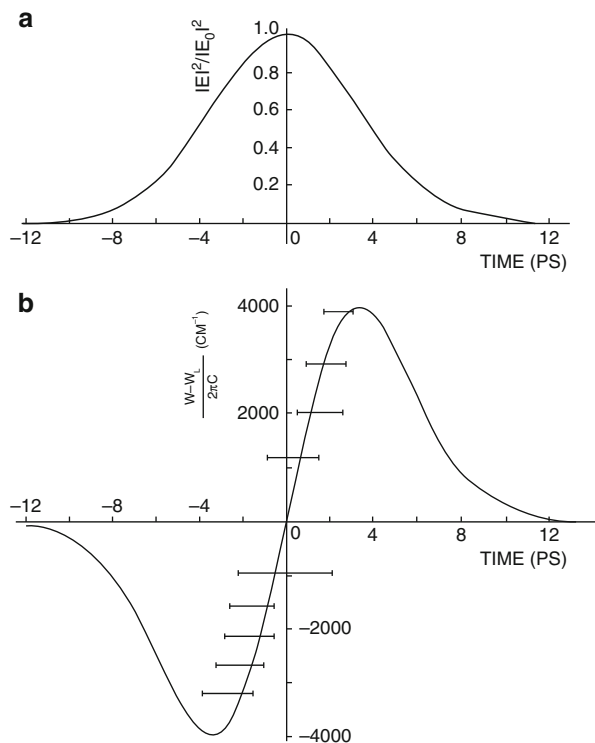 a
|E|²/|E₀|²
1.0
0.8
0.6
0.4
0.2
−12 −8 −4 0 4 8 12
TIME (PS)
b
W−W_L
2πC
(CM⁻¹)
4000
2000
−12 −8 −4
0 4 8 12
TIME (PS)
−2000
−4000